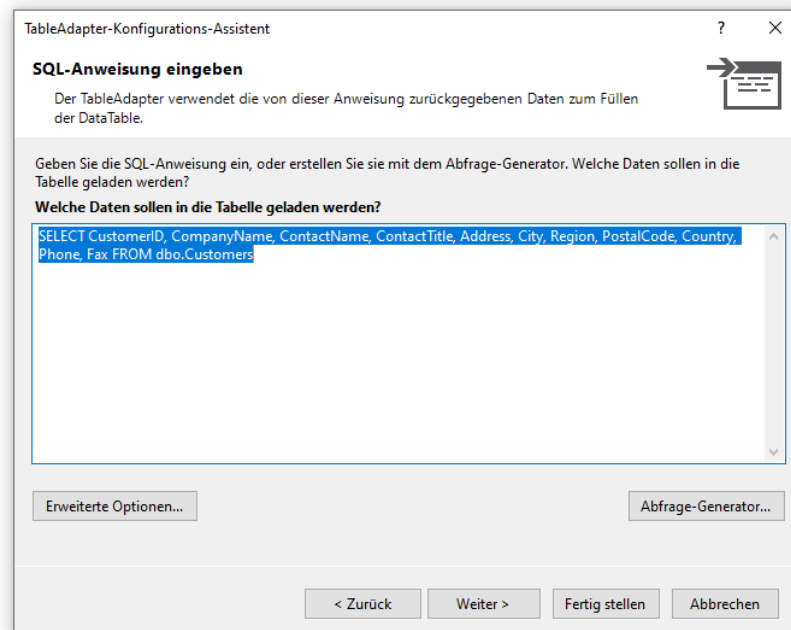 TableAdapter-Konfigurations-Assistent
?
SQL-Anweisung eingeben
Der TableAdapter verwendet die von dieser Anweisung zurückgegebenen Daten zum Füllen
der DataTable.
Geben Sie die SQL-Anweisung ein, oder erstellen Sie sie mit dem Abfrage-Generator. Welche Daten sollen in die
Tabelle geladen werden?
Welche Daten sollen in die Tabelle geladen werden?
SELECT CustomerID, CompanyName, ContactName, ContactTitle, Address, City, Region, PostalCode, Country,
Phone, Fax FROM dbo.Customers
Erweiterte Optionen...
Abfrage-Generator...
< Zurück
Weiter >
Fertig stellen
Abbrechen